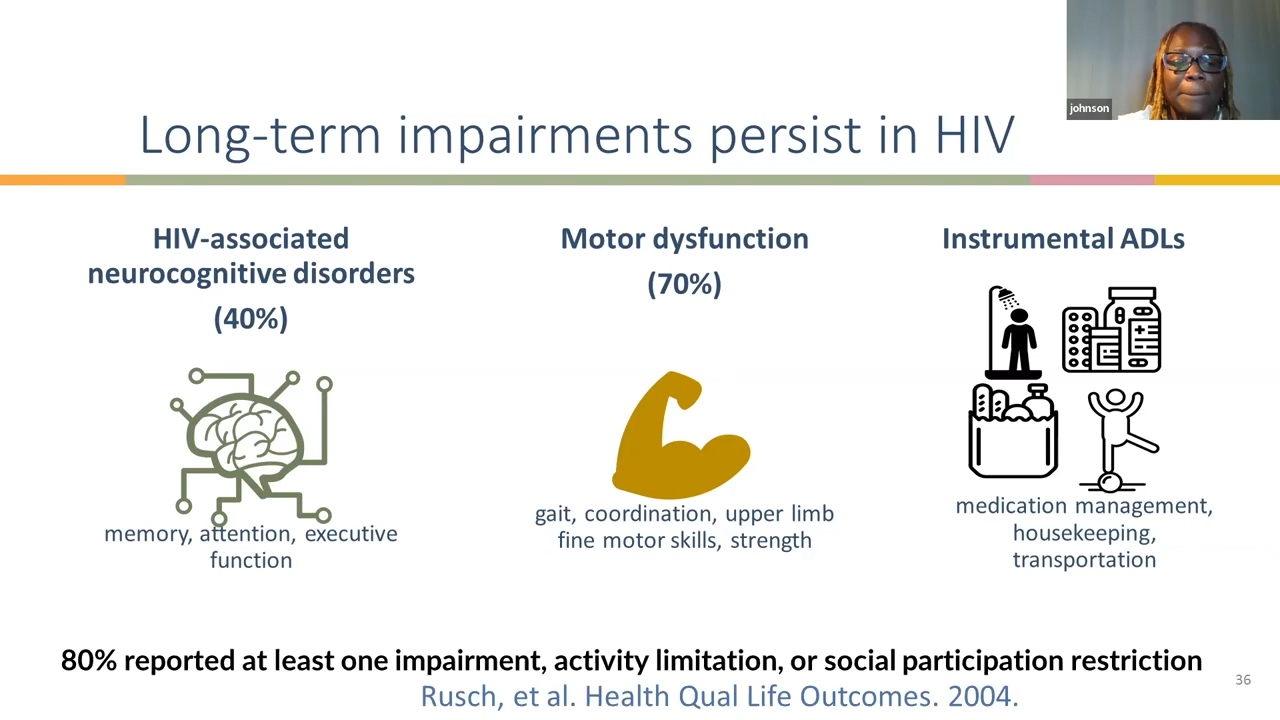 johnson
Long-term impairments persist in HIV
HIV-associated
neurocognitive disorders
(40%)
memory, attention, executive
function
Motor dysfunction
(70%)
gait, coordination, upper limb
fine motor skills, strength
Instrumental ADLs
medication management,
housekeeping,
transportation
80% reported at least one impairment, activity limitation, or social participation restriction
Rusch, et al. Health Qual Life Outcomes. 2004.
36